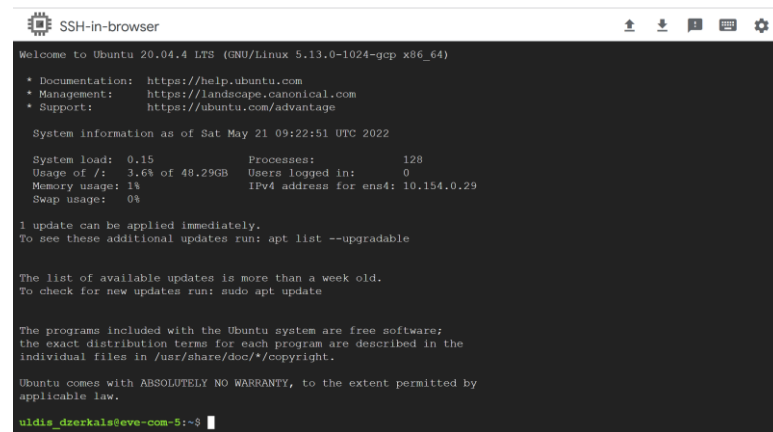 SSH-in-browser
Welcome to Ubuntu 20.04.4 LTS (GNU/Linux 5.13.0-1024-gcp x86_64)
* Documentation: https://help.ubuntu.com
* Management: https://landscape.canonical.com
* Support: https://ubuntu.com/advantage
System information as of Sat May 21 09:22:51 UTC 2022
System load: 0.15 Processes: 128
Usage of /: 3.6% of 48.29GB Users logged in: 0
Memory usage: 1% IPv4 address for ens4: 10.154.0.29
Swap usage: 0%
1 update can be applied immediately.
To see these additional updates run: apt list --upgradable
The list of available updates is more than a week old.
To check for new updates run: sudo apt update
The programs included with the Ubuntu system are free software;
the exact distribution terms for each program are described in the
individual files in /usr/share/doc/*/copyright.
Ubuntu comes with ABSOLUTELY NO WARRANTY, to the extent permitted by
applicable law.
uldis_dzerkals@eve-com-5:~$